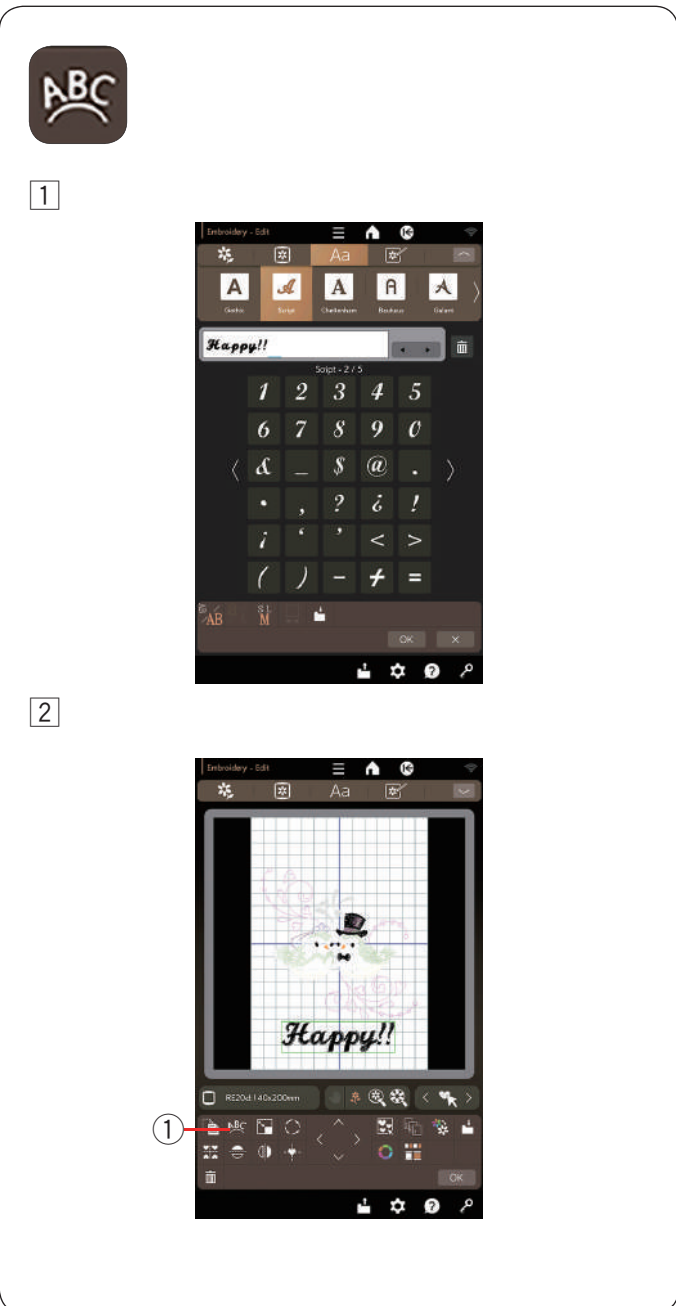 ABC
1
Embroidery - Edit
Aa
A A A A A
Gothic Script Cheltenham Bauhaus Galant
Happy!!
Script - 2 / 5
1 2 3 4 5
6 7 8 9 0
& _ $ @ .
• , ? ¿ !
¡ ‘ ’ < >
( ) – + =
AB M
OK ×
2
Embroidery - Edit
Aa
Happy!!
RE20d:140x200mm
1
ABC
OK